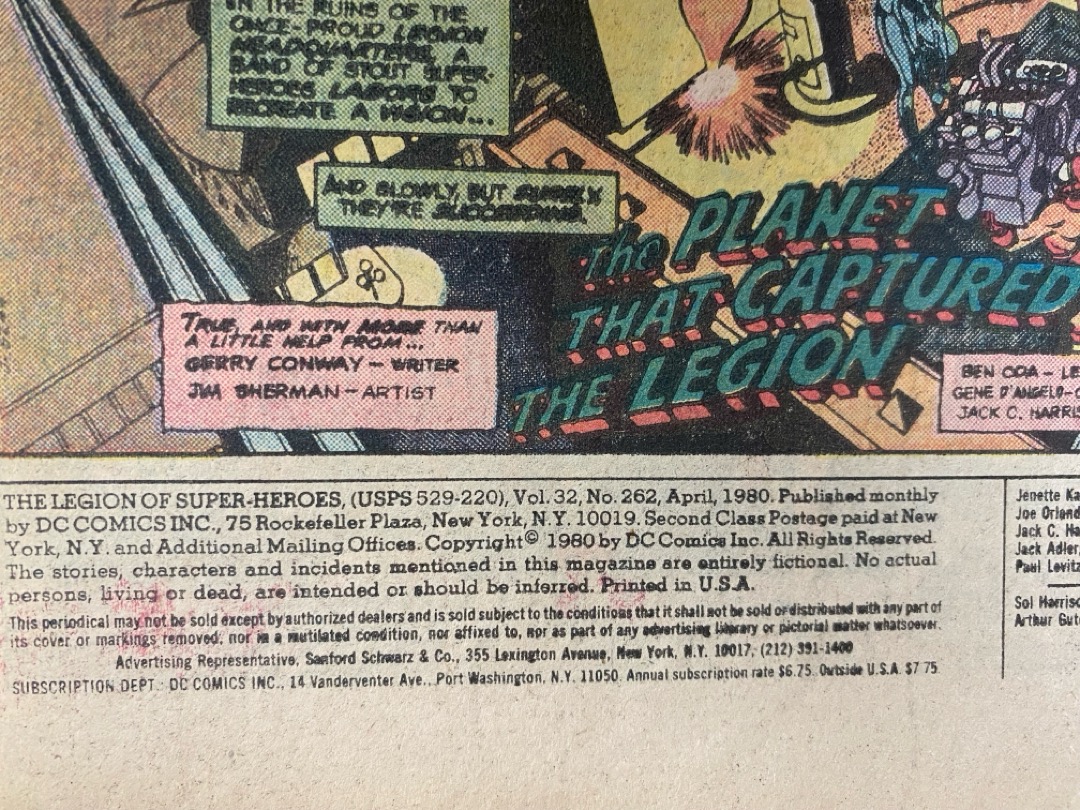 IN THE RUINS OF THE
ONCE-PROUD LEGION
HEADQUARTERS, A
BAND OF STOUT SUPER-
HEROES LABORS TO
RECREATE A VISION...
AND SLOWLY, BUT SURELY
THEY'RE SUCCEEDING.
The PLANET
THAT CAPTURED
THE LEGION
TRUE, AND WITH MORE THAN
A LITTLE HELP FROM...
GERRY CONWAY - WRITER
JIM SHERMAN - ARTIST
BEN ODA - LE
GENE D'ANGELO - C
JACK C. HARRIS
THE LEGION OF SUPER-HEROES, (USPS 529-220), Vol. 32, No. 262, April, 1980. Published monthly
by DC COMICS INC., 75 Rockefeller Plaza, New York, N.Y. 10019. Second Class Postage paid at New
York, N.Y. and Additional Mailing Offices. Copyright © 1980 by DC Comics Inc. All Rights Reserved.
The stories, characters and incidents mentioned in this magazine are entirely fictional. No actual
persons, living or dead, are intended or should be inferred. Printed in U.S.A.
This periodical may not be sold except by authorized dealers and is sold subject to the conditions that it shall not be sold or distributed with any part of
its cover or markings removed, nor in a mutilated condition, nor affixed to, nor as part of any advertising library or pictorial matter whatsoever.
Advertising Representative, Sanford Schwarz & Co., 355 Lexington Avenue, New York, N.Y. 10017, (212) 391-1400
SUBSCRIPTION DEPT.: DC COMICS INC., 14 Vanderventer Ave., Port Washington, N.Y. 11050. Annual subscription rate $6.75. Outside U.S.A. $7.75
Jenette Ka
Joe Orland
Jack C. Ha
Jack Adler,
Paul Levitz
Sol Harriso
Arthur Gut